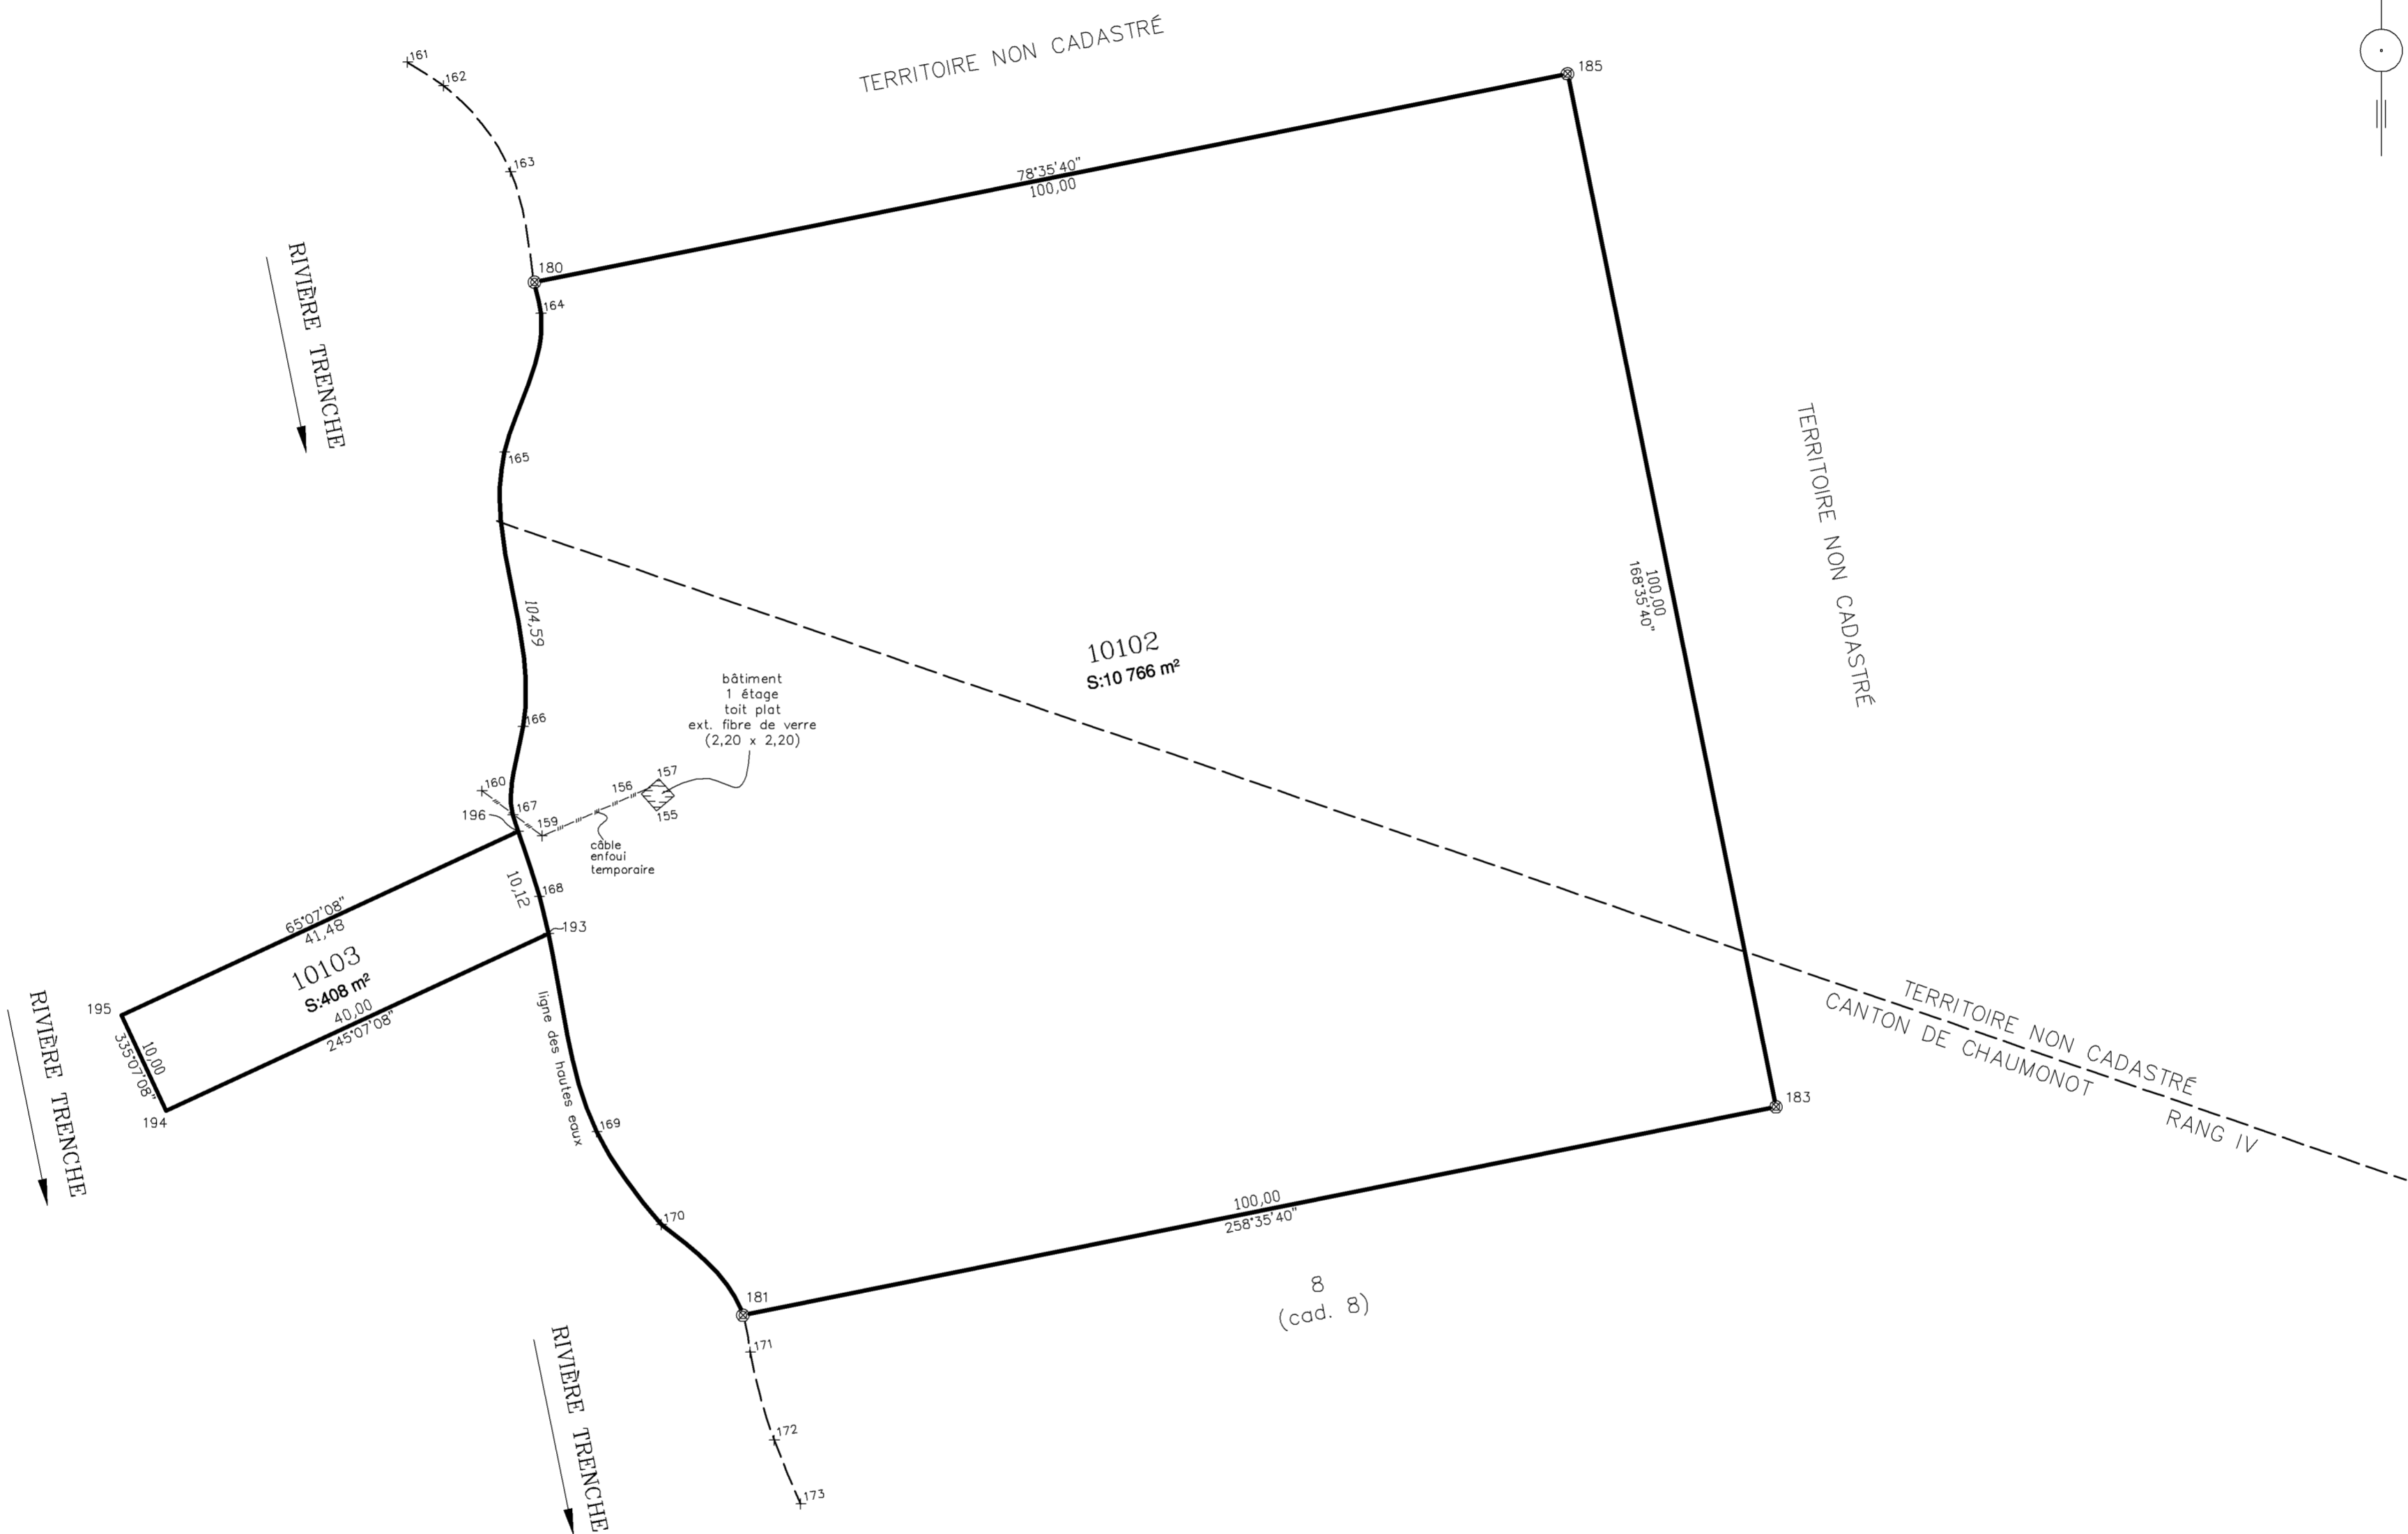 161
162
163
TERRITOIRE NON CADASTRÉ
185
78°35'40"
100,00
180
164
RIVIÈRE TRENCHE
165
TERRITOIRE NON CADASTRÉ
100,00
168°35'40"
104,59
10102
S:10 766 m²
bâtiment
1 étage
toit plat
ext. fibre de verre
(2,20 x 2,20)
166
160
156
157
155
167
159
196
câble
enfoui
temporaire
168
10,12
193
65°07'08"
41,48
10103
S:408 m²
40,00
245°07'08"
195
10,00
335°07'08"
194
RIVIÈRE TRENCHE
ligne des hautes eaux
169
170
TERRITOIRE NON CADASTRÉ
CANTON DE CHAUMONOT
RANG IV
183
100,00
258°35'40"
181
8
(cad. 8)
171
172
173
RIVIÈRE TRENCHE